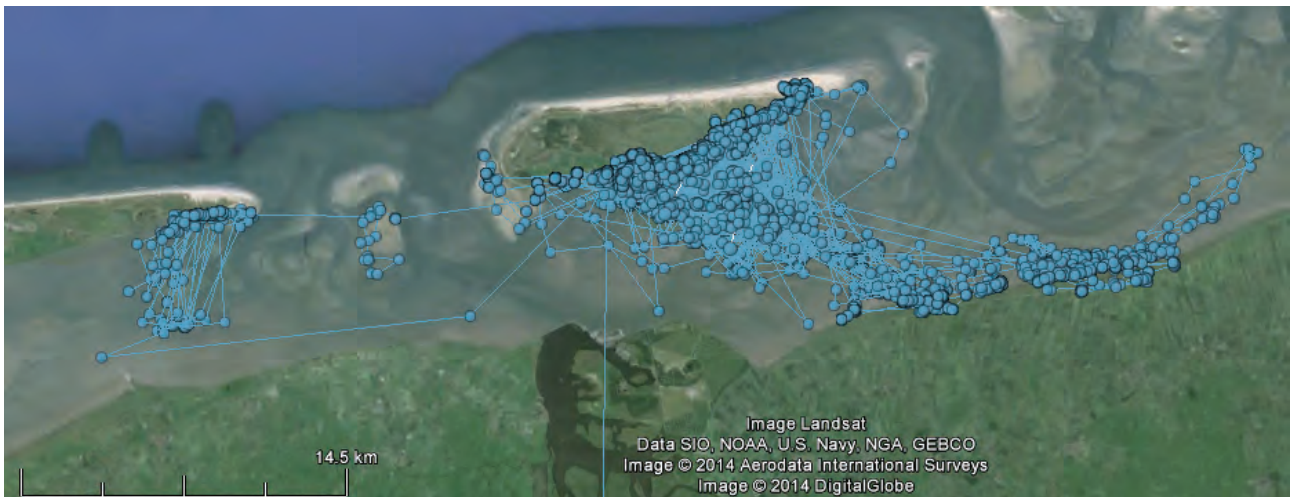 14.5 km
Image Landsat
Data SIO, NOAA, U.S. Navy, NGA, GEBCO
Image © 2014 Aerodata International Surveys
Image © 2014 DigitalGlobe